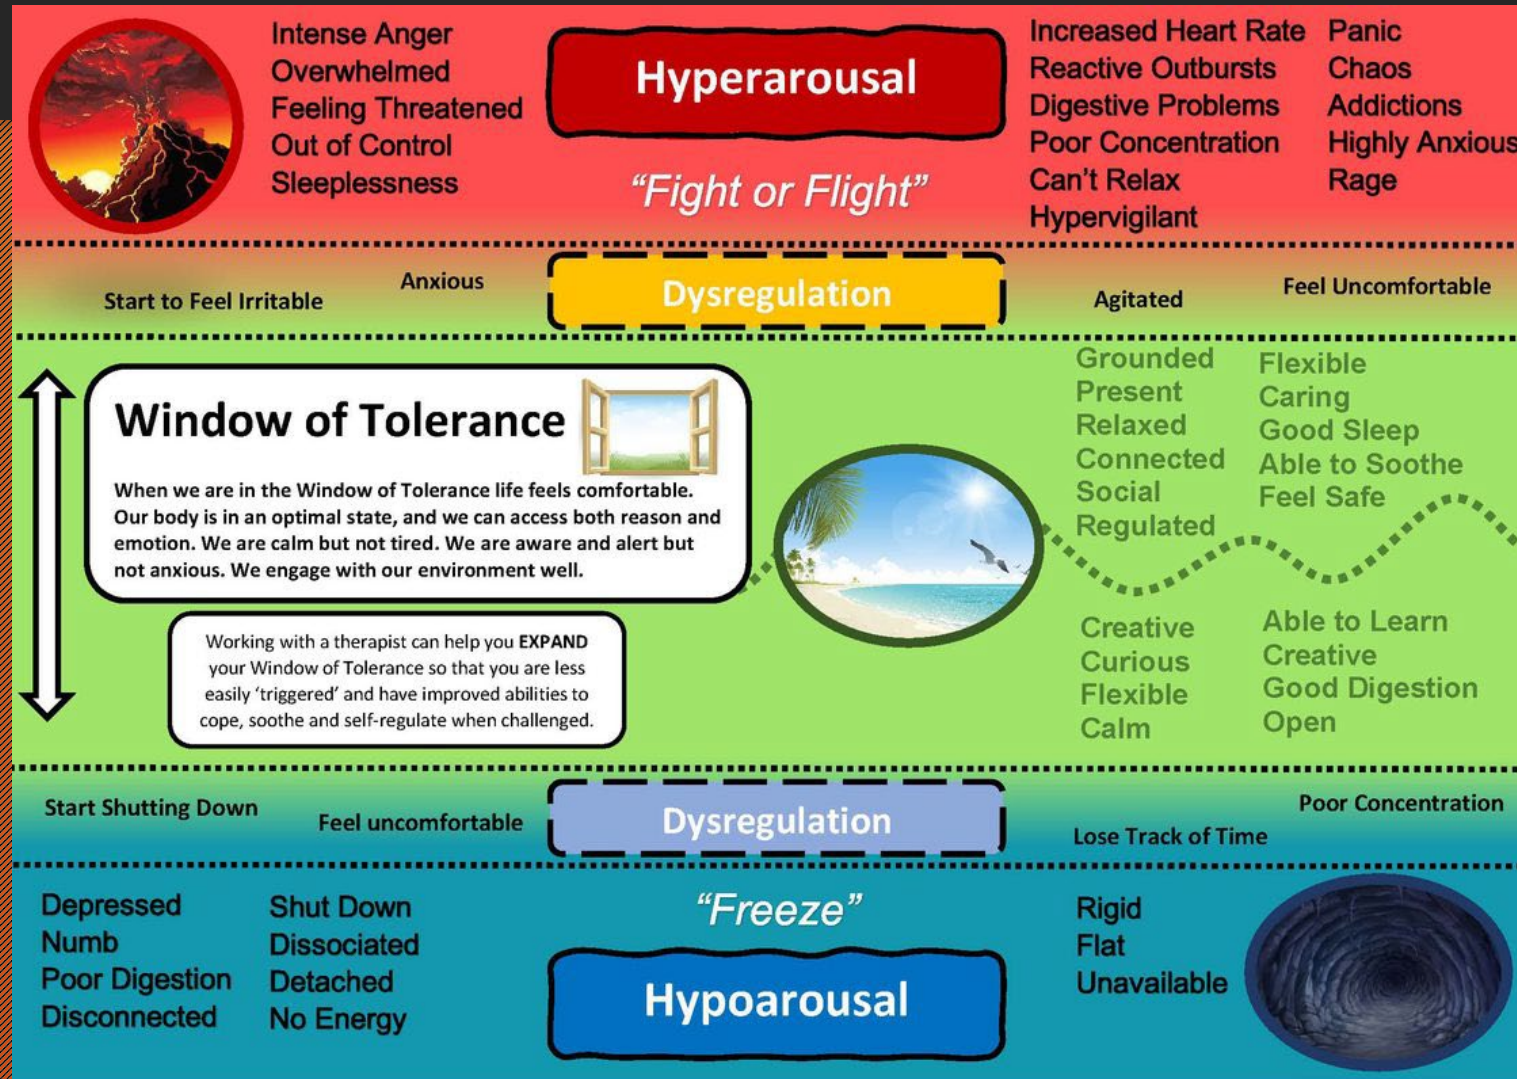 Intense Anger
Overwhelmed
Feeling Threatened
Out of Control
Sleeplessness
Hyperarousal
“Fight or Flight”
Increased Heart Rate
Reactive Outbursts
Digestive Problems
Poor Concentration
Can't Relax
Hypervigilant
Panic
Chaos
Addictions
Highly Anxious
Rage
Start to Feel Irritable
Anxious
Dysregulation
Agitated
Feel Uncomfortable
Window of Tolerance
When we are in the Window of Tolerance life feels comfortable.
Our body is in an optimal state, and we can access both reason and
emotion. We are calm but not tired. We are aware and alert but
not anxious. We engage with our environment well.
Working with a therapist can help you EXPAND
your Window of Tolerance so that you are less
easily ‘triggered’ and have improved abilities to
cope, soothe and self-regulate when challenged.
Grounded
Present
Relaxed
Connected
Social
Regulated
Flexible
Caring
Good Sleep
Able to Soothe
Feel Safe
Creative
Curious
Flexible
Calm
Able to Learn
Creative
Good Digestion
Open
Start Shutting Down
Feel uncomfortable
Dysregulation
Lose Track of Time
Poor Concentration
Depressed
Numb
Poor Digestion
Disconnected
Shut Down
Dissociated
Detached
No Energy
“Freeze”
Hypoarousal
Rigid
Flat
Unavailable